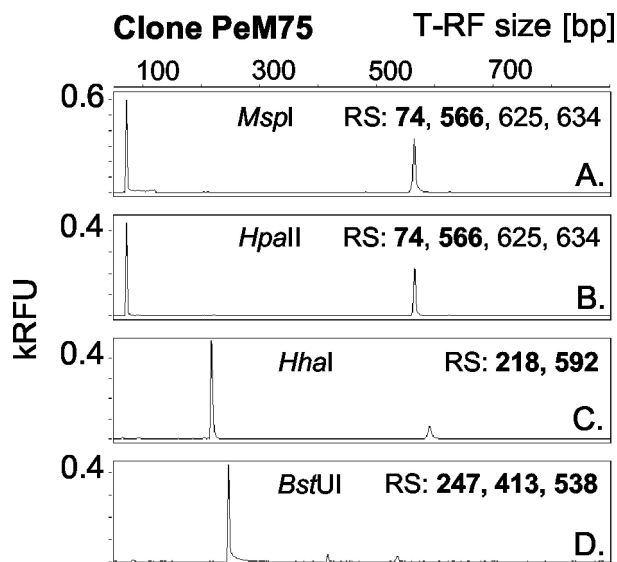 Clone PeM75 T-RF size [bp]
100 300 500 700
0.6 MspI RS: 74, 566, 625, 634
A.
0.4 HpaII RS: 74, 566, 625, 634
B.
kRFU
0.4 HhaI RS: 218, 592
C.
0.4 BstUI RS: 247, 413, 538
D.